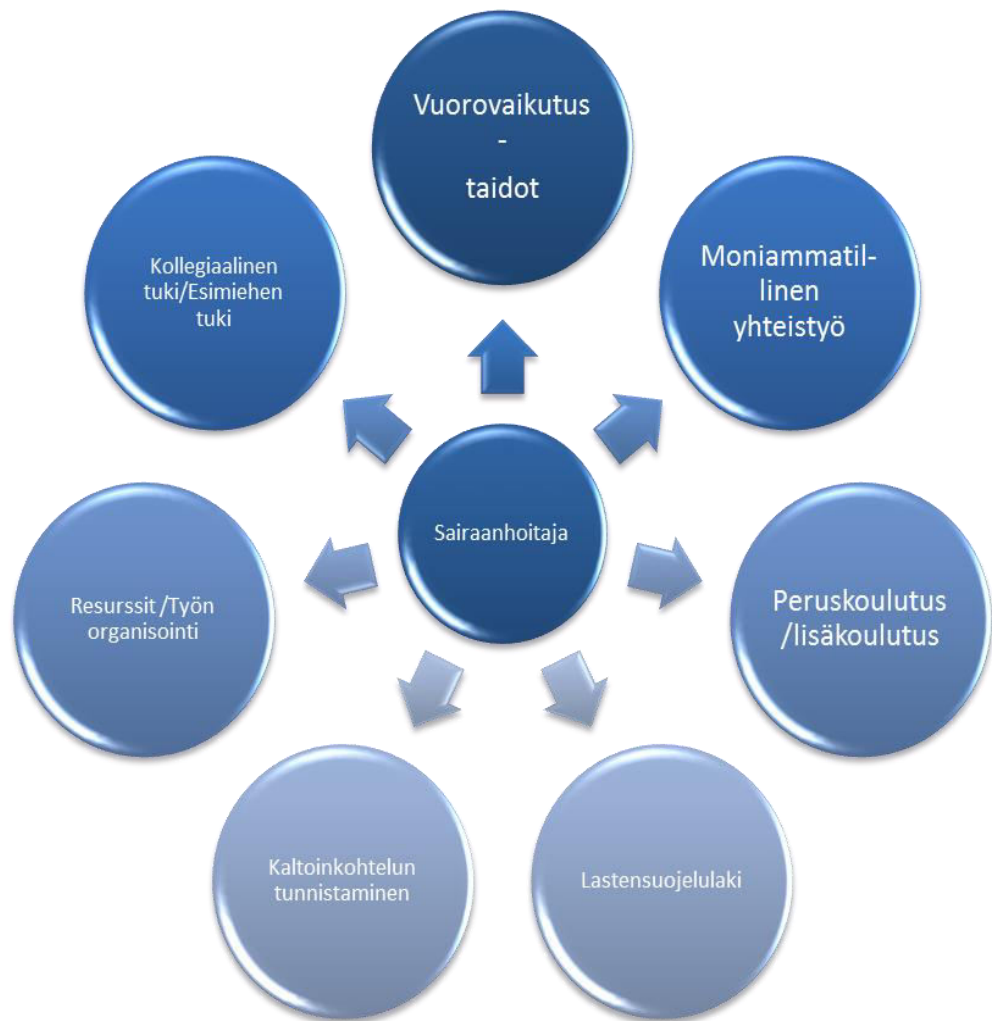 Vuorovaikutus
-
taidot
Moniammatil-
linen
yhteistyö
Peruskoulutus
/lisäkoulutus
Lastensuojelulaki
Kaltoinkohtelun
tunnistaminen
Resurssit /Työn
organisointi
Kollegiaalinen
tuki/Esimiehen
tuki
Sairaanhoitaja